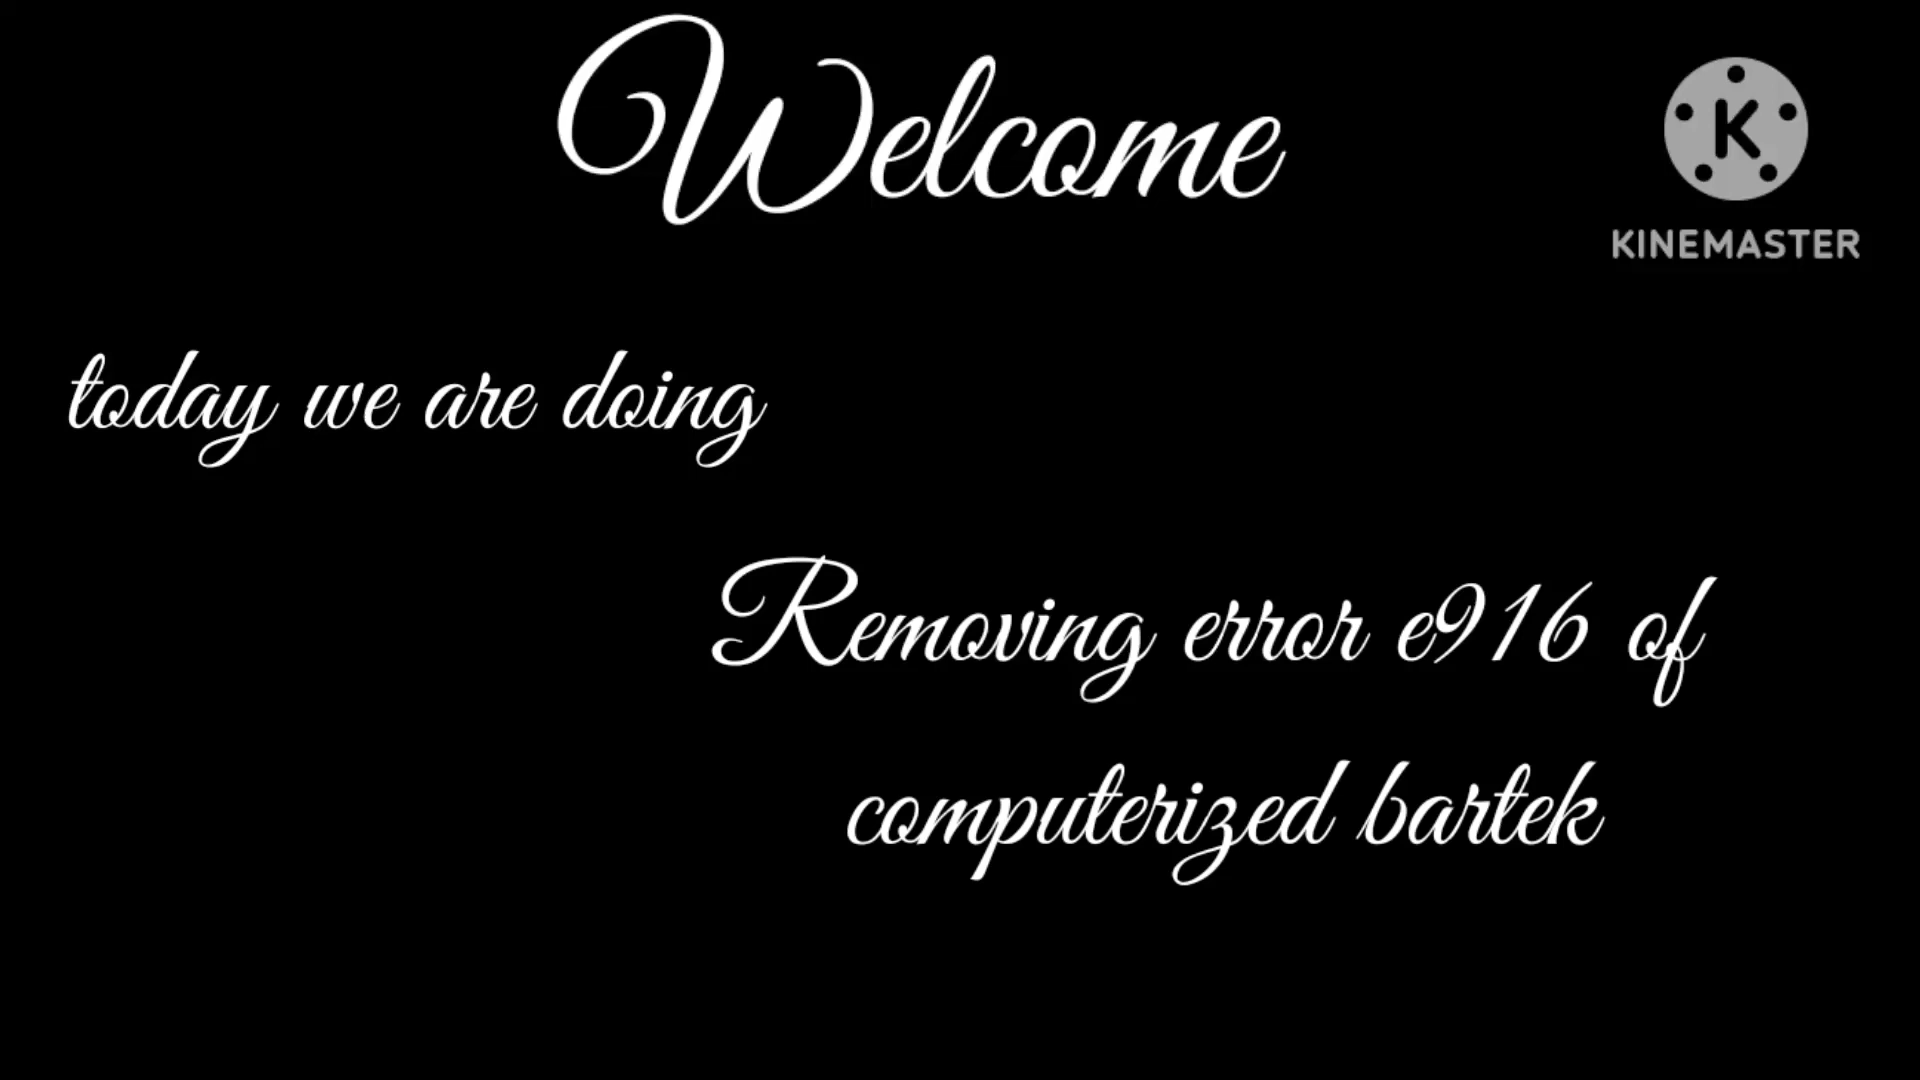 Welcome
K
KINEMASTER
today we are doing
Removing error e916 of
computerized bartek